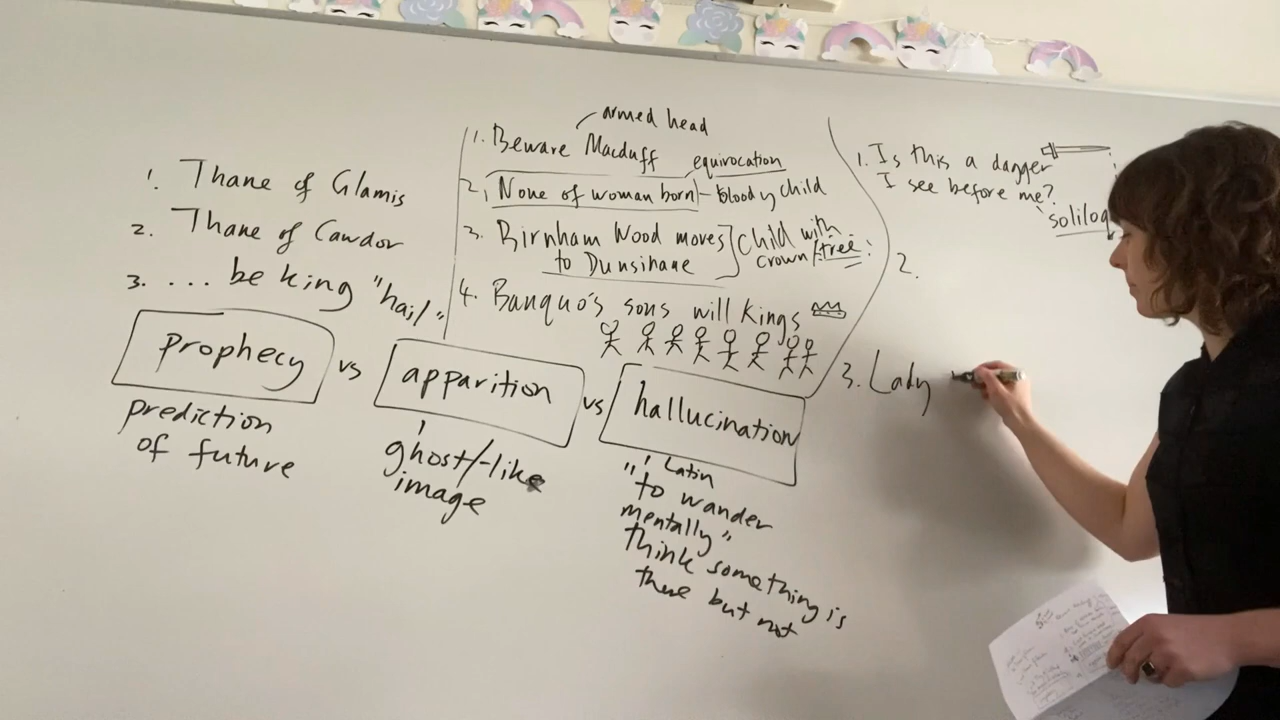 1. Thane of Glamis
2. Thane of Cawdor
3. ... be king "hail"
prophecy
prediction
of future
vs
armed head
1. Beware Macduff
equivocation
2. None of woman born - bloody child
3. Birnham Wood moves
to Dunsinane
child with
crown/tree
4. Banquo's sons will kings
apparition
ghost/-like
image
vs
hallucination
Latin
"to wander
mentally"
think something is
there but not
1. Is this a dagger
I see before me?
soliloq
2.
3. Lady